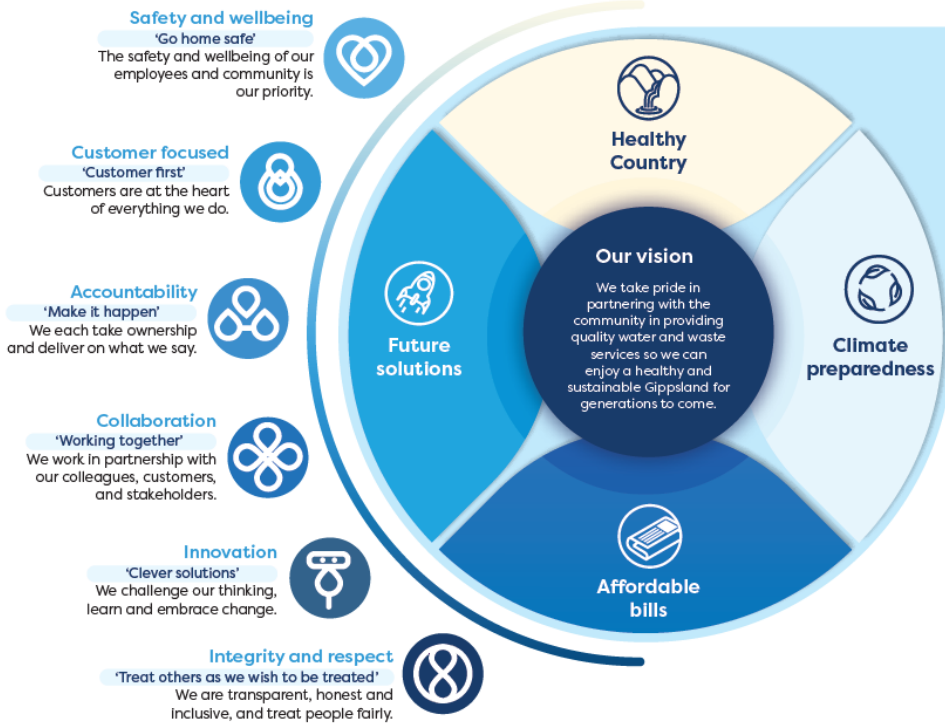 Safety and wellbeing
‘Go home safe’
The safety and wellbeing of our
employees and community is
our priority.
Customer focused
‘Customer first’
Customers are at the heart
of everything we do.
Accountability
‘Make it happen’
We each take ownership
and deliver on what we say.
Collaboration
‘Working together’
We work in partnership with
our colleagues, customers,
and stakeholders.
Innovation
‘Clever solutions’
We challenge our thinking,
learn and embrace change.
Integrity and respect
‘Treat others as we wish to be treated’
We are transparent, honest and
inclusive, and treat people fairly.
Healthy
Country
Future
solutions
Our vision
We take pride in
partnering with the
community in providing
quality water and waste
services so we can
enjoy a healthy and
sustainable Gippsland for
generations to come.
Climate
preparedness
Affordable
bills